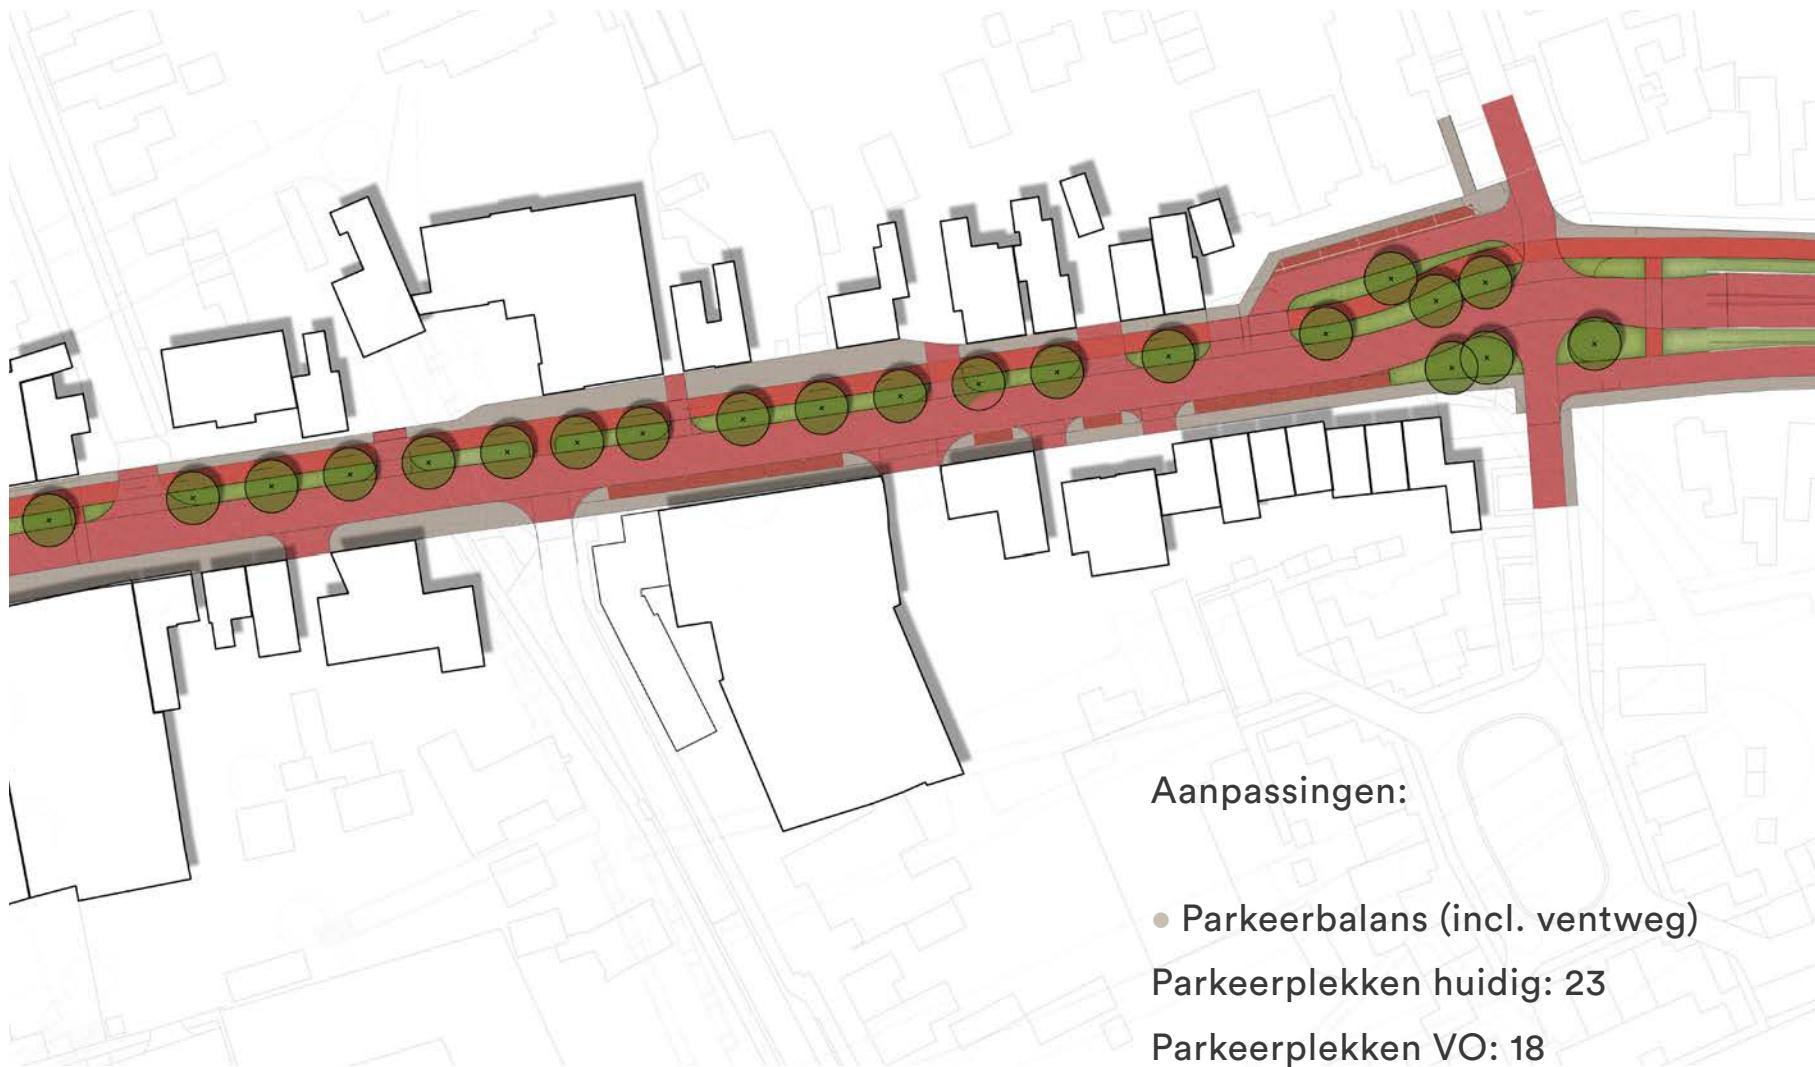 Aanpassingen:
Parkeerbalans (incl. ventweg)
Parkeerplekken huidig: 23
Parkeerplekken VO: 18